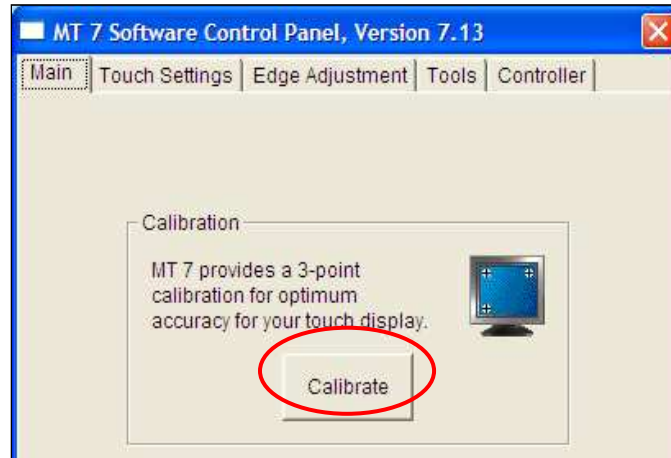 MT 7 Software Control Panel, Version 7.13
Main Touch Settings Edge Adjustment Tools Controller
Calibration
MT 7 provides a 3-point
calibration for optimum
accuracy for your touch display.
Calibrate